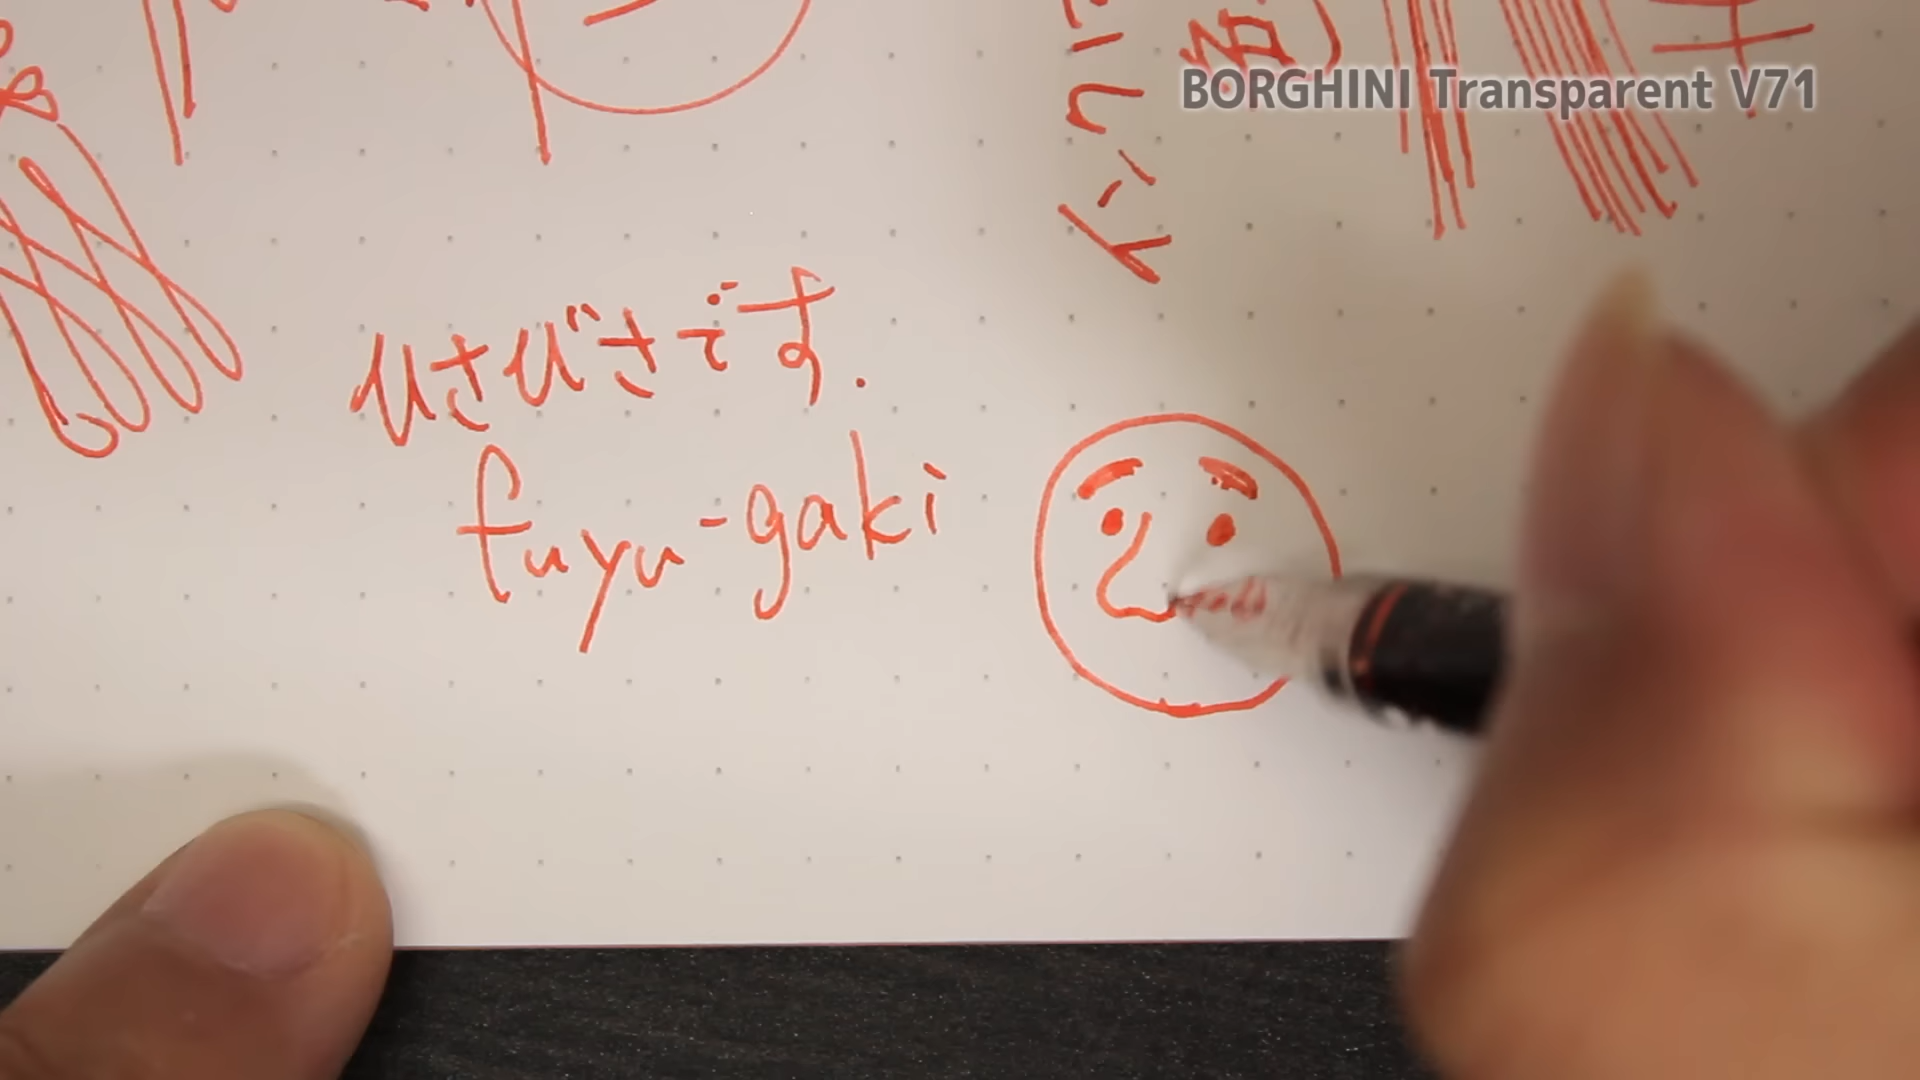 BORGHINI Transparent V71
ひさびさです.
fuyu-gaki